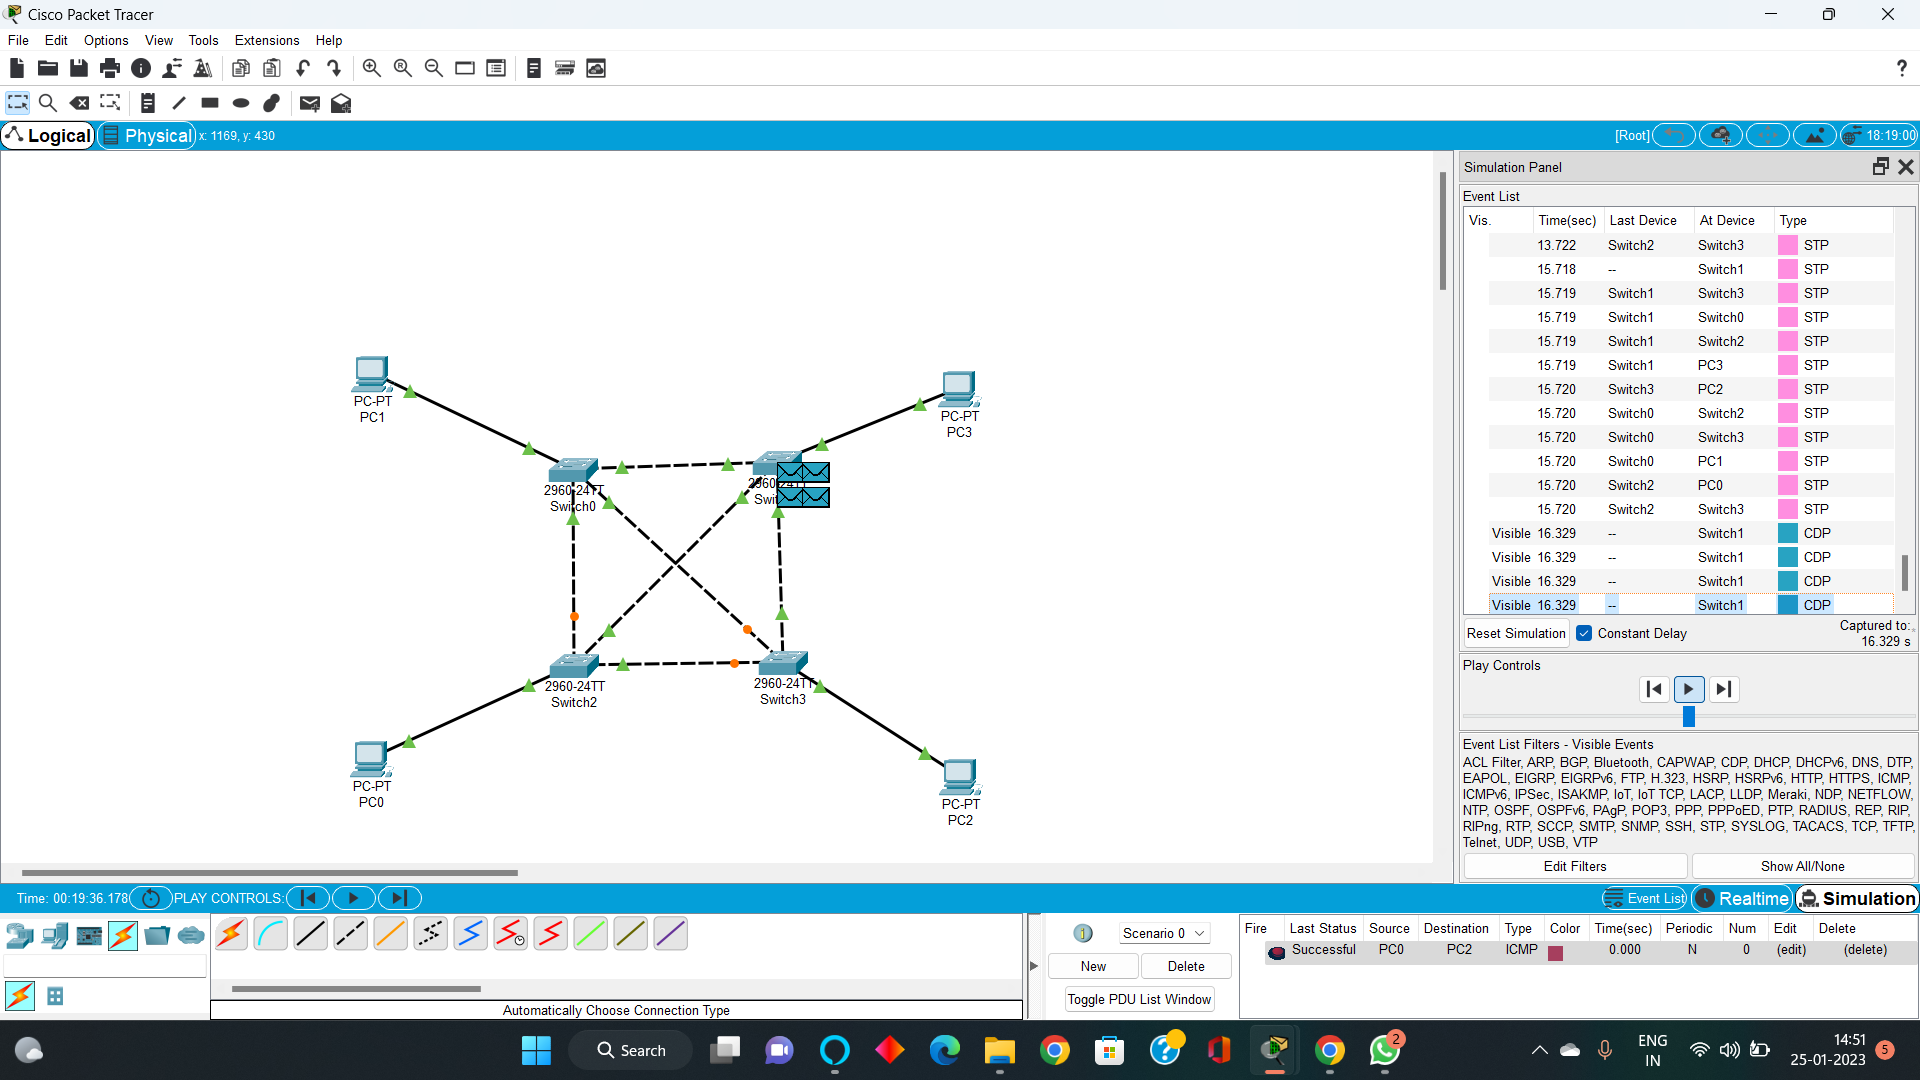 Cisco Packet Tracer
File Edit Options View Tools Extensions Help
?
Logical Physical x: 1169, y: 430 [Root] 18:19:00
Simulation Panel
Event List
Vis. Time(sec) Last Device At Device Type
13.722 Switch2 Switch3 STP
15.718 -- Switch1 STP
15.719 Switch1 Switch3 STP
15.719 Switch1 Switch0 STP
15.719 Switch1 Switch2 STP
15.719 Switch1 PC3 STP
15.720 Switch3 PC2 STP
15.720 Switch0 Switch2 STP
15.720 Switch0 Switch3 STP
15.720 Switch0 PC1 STP
15.720 Switch2 PC0 STP
15.720 Switch2 Switch3 STP
Visible 16.329 -- Switch1 CDP
Visible 16.329 -- Switch1 CDP
Visible 16.329 -- Switch1 CDP
Visible 16.329 -- Switch1 CDP
Reset Simulation Constant Delay Captured to:
16.329 s
Play Controls
Event List Filters - Visible Events
ACL Filter, ARP, BGP, Bluetooth, CAPWAP, CDP, DHCP, DHCPv6, DNS, DTP,
EAPOL, EIGRP, EIGRPv6, FTP, H.323, HSRP, HSRPv6, HTTP, HTTPS, ICMP,
ICMPv6, IPSec, ISAKMP, IoT, IoT TCP, LACP, LLDP, Meraki, NDP, NETFLOW,
NTP, OSPF, OSPFv6, PAgP, POP3, PPP, PPPoED, PTP, RADIUS, REP, RIP,
RIPng, RTP, SCCP, SMTP, SNMP, SSH, STP, SYSLOG, TACACS, TCP, TFTP,
Telnet, UDP, USB, VTP
Edit Filters Show All/None
PC-PT
PC1
PC-PT
PC3
2960-24TT
Switch0
2960-24TT
2960-24TT
Switch2
2960-24TT
Switch3
PC-PT
PC0
PC-PT
PC2
Time: 00:19:36.178 PLAY CONTROLS: Event List Realtime Simulation
Automatically Choose Connection Type
Scenario 0
New Delete
Toggle PDU List Window
Fire Last Status Source Destination Type Color Time(sec) Periodic Num Edit Delete
Successful PC0 PC2 ICMP 0.000 N 0 (edit) (delete)
Search
2
ENG
IN
14:51
25-01-2023
5